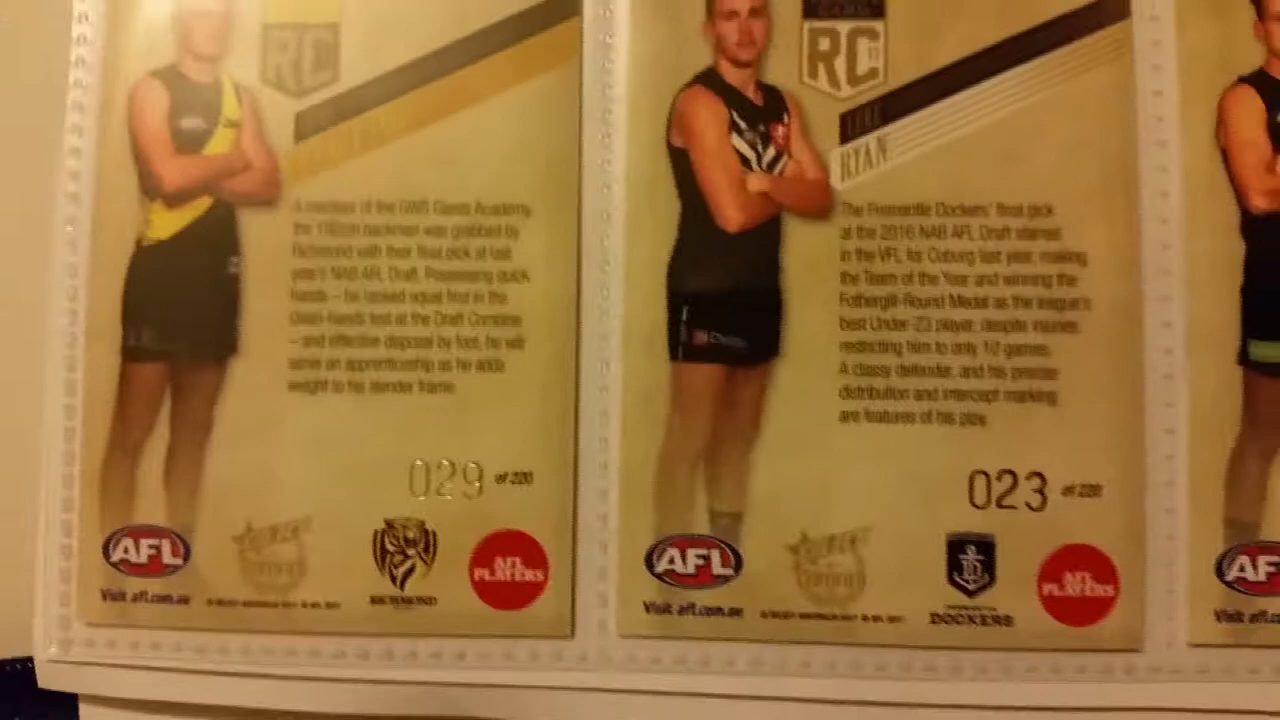 RC
A member of the GWS Giants Academy,
the 192cm backman was grabbed by
Richmond with their final pick at last
year's NAB AFL Draft. Possessing quick
hands – he ranked equal first in the
clean hands test at the Draft Combine
– and effective disposal by foot, he will
serve an apprenticeship as he adds
weight to his slender frame.
029 of 220
AFL
RICHMOND
AFL
PLAYERS
Visit afl.com.au
RC
LUKE
RYAN
The Fremantle Dockers' final pick
at the 2016 NAB AFL Draft starred
in the VFL for Coburg last year, making
the Team of the Year and winning the
Fothergill-Round Medal as the league's
best Under-23 player, despite injuries
restricting him to only 10 games.
A classy defender, and his precise
distribution and intercept marking
are features of his play.
023 of 220
AFL
CERTIFIED
DOCKERS
AFL
PLAYERS
Visit afl.com.au
AF
Visit afl.co